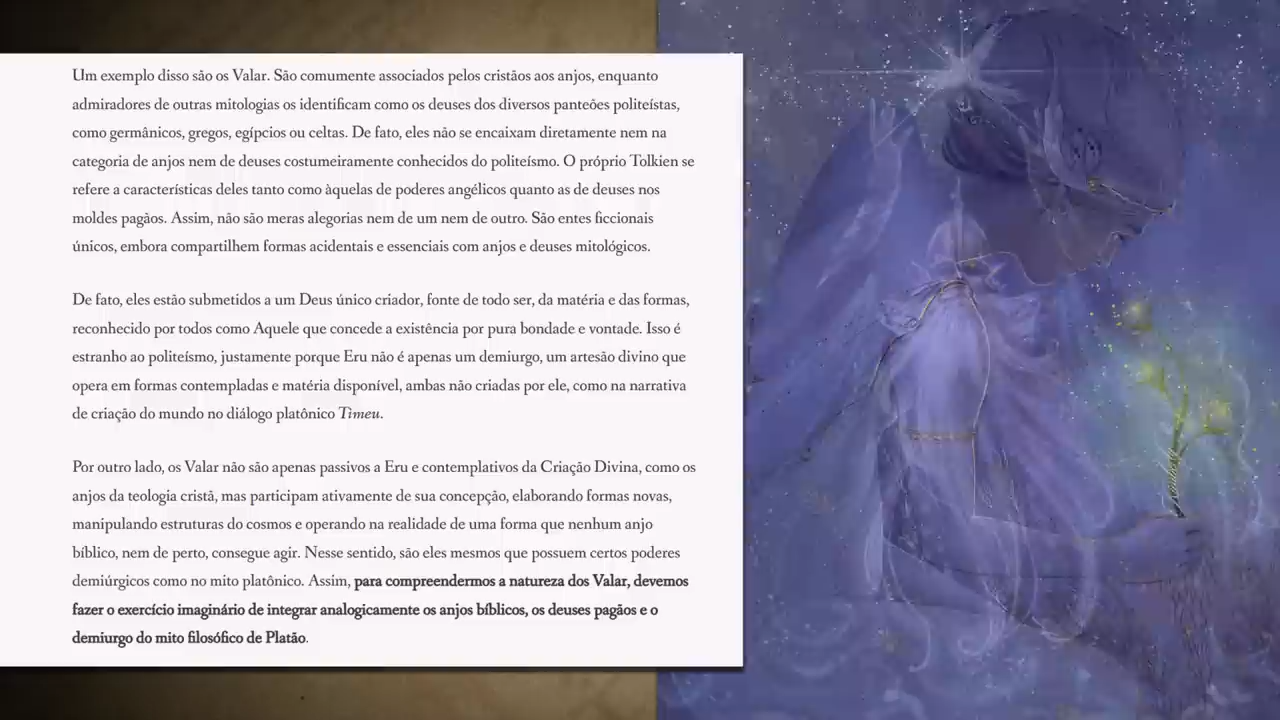 Um exemplo disso são os Valar. São comumente associados pelos cristãos aos anjos, enquanto
admiradores de outras mitologias os identificam como os deuses dos diversos panteões politeístas,
como germânicos, gregos, egípcios ou celtas. De fato, eles não se encaixam diretamente nem na
categoria de anjos nem de deuses costumeiramente conhecidos do politeísmo. O próprio Tolkien se
refere a características deles tanto como àquelas de poderes angélicos quanto as de deuses nos
moldes pagãos. Assim, não são meras alegorias nem de um nem de outro. São entes ficcionais
únicos, embora compartilhem formas acidentais e essenciais com anjos e deuses mitológicos.
De fato, eles estão submetidos a um Deus único criador, fonte de todo ser, da matéria e das formas,
reconhecido por todos como Aquele que concede a existência por pura bondade e vontade. Isso é
estranho ao politeísmo, justamente porque Eru não é apenas um demiurgo, um artesão divino que
opera em formas contempladas e matéria disponível, ambas não criadas por ele, como na narrativa
de criação do mundo no diálogo platônico Timeu.
Por outro lado, os Valar não são apenas passivos a Eru e contemplativos da Criação Divina, como os
anjos da teologia cristã, mas participam ativamente de sua concepção, elaborando formas novas,
manipulando estruturas do cosmos e operando na realidade de uma forma que nenhum anjo
bíblico, nem de perto, consegue agir. Nesse sentido, são eles mesmos que possuem certos poderes
demiúrgicos como no mito platônico. Assim, para compreendermos a natureza dos Valar, devemos
fazer o exercício imaginário de integrar analogicamente os anjos bíblicos, os deuses pagãos e o
demiurgo do mito filosófico de Platão.